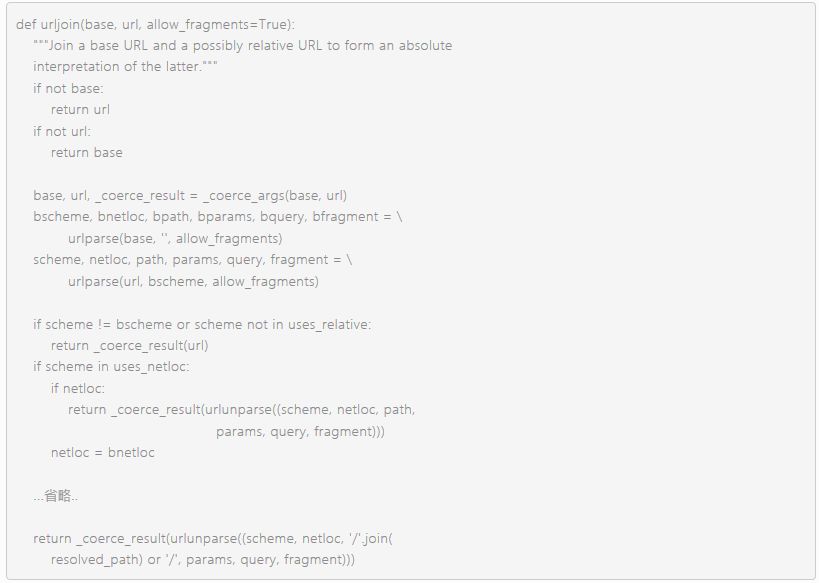 def urljoin(base, url, allow_fragments=True):
    """Join a base URL and a possibly relative URL to form an absolute
    interpretation of the latter."""
    if not base:
        return url
    if not url:
        return base

    base, url, _coerce_result = _coerce_args(base, url)
    bscheme, bnetloc, bpath, bparams, bquery, bfragment = \
            urlparse(base, '', allow_fragments)
    scheme, netloc, path, params, query, fragment = \
            urlparse(url, bscheme, allow_fragments)

    if scheme != bscheme or scheme not in uses_relative:
        return _coerce_result(url)
    if scheme in uses_netloc:
        if netloc:
            return _coerce_result(urlunparse((scheme, netloc, path,
                                              params, query, fragment)))
        netloc = bnetloc

    ...省略..

    return _coerce_result(urlunparse((scheme, netloc, '/'.join(
        resolved_path) or '/', params, query, fragment)))